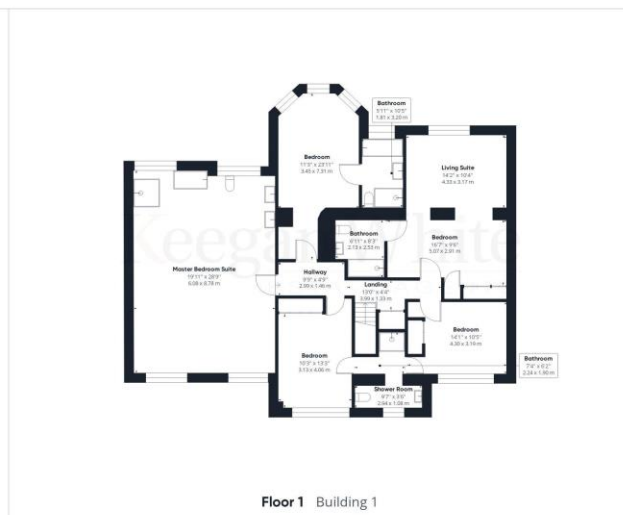 Bathroom
5'11" x 10'5"
1.81 x 3.20 m
Bedroom
11'3" x 23'11"
3.45 x 7.31 m
Living Suite
14'2" x 10'4"
4.33 x 3.17 m
Keegan White
Bathroom
6'11" x 8'3"
2.13 x 2.53 m
Bedroom
16'7" x 9'6"
5.07 x 2.91 m
Master Bedroom Suite
19'11" x 28'9"
6.08 x 8.78 m
Hallway
9'9" x 4'9"
2.99 x 1.46 m
Landing
13'0" x 4'4"
3.99 x 1.33 m
Bedroom
14'1" x 10'5"
4.30 x 3.19 m
Bedroom
10'3" x 13'3"
3.13 x 4.06 m
Bathroom
7'4" x 6'2"
2.24 x 1.90 m
Shower Room
9'7" x 3'6"
2.94 x 1.08 m
Floor 1 Building 1